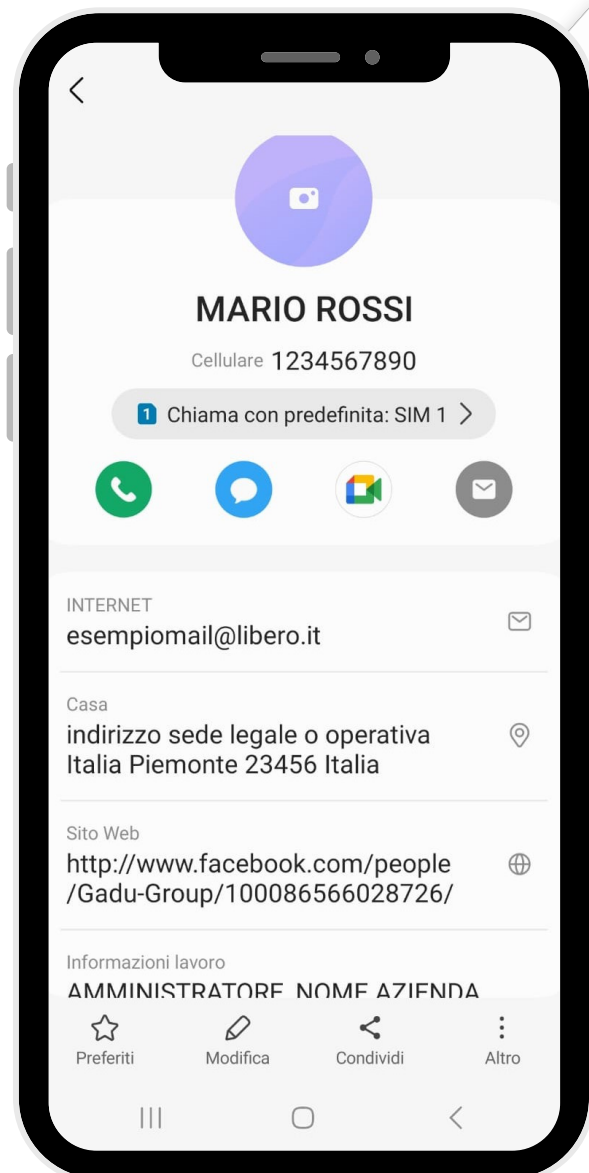 MARIO ROSSI
Cellulare 1234567890
1 Chiama con predefinita: SIM 1
INTERNET
esempiomail@libero.it
Casa
indirizzo sede legale o operativa
Italia Piemonte 23456 Italia
Sito Web
http://www.facebook.com/people
/Gadu-Group/100086566028726/
Informazioni lavoro
AMMINISTRATORE, NOME AZIENDA
Preferiti Modifica Condividi Altro